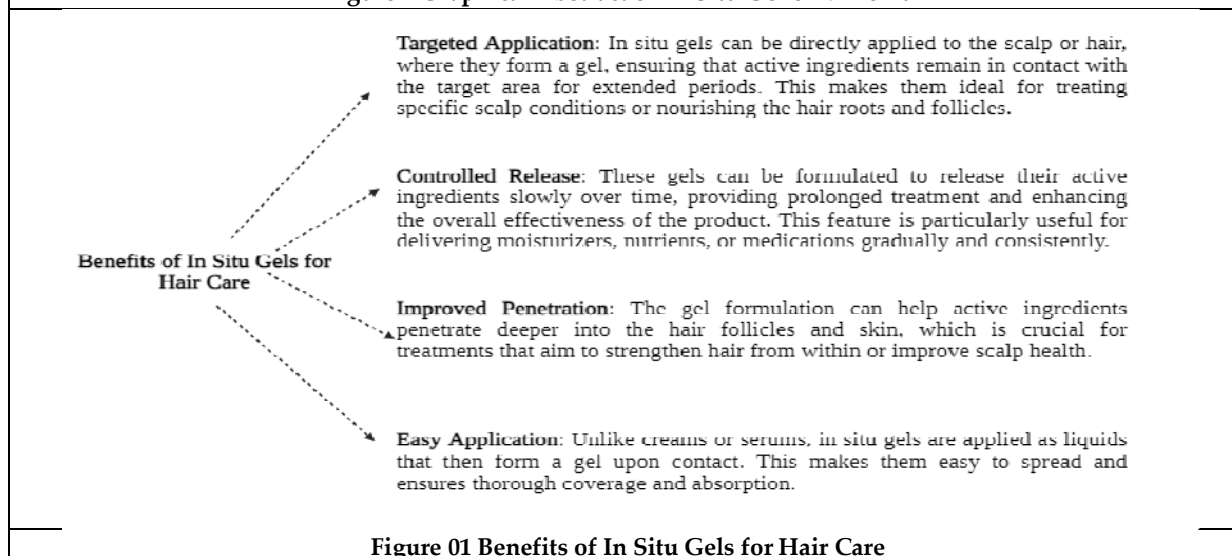 Targeted Application: In situ gels can be directly applied to the scalp or hair,
where they form a gel, ensuring that active ingredients remain in contact with
the target area for extended periods. This makes them ideal for treating
specific scalp conditions or nourishing the hair roots and follicles.
Controlled Release: These gels can be formulated to release their active
ingredients slowly over time, providing prolonged treatment and enhancing
the overall effectiveness of the product. This feature is particularly useful for
delivering moisturizers, nutrients, or medications gradually and consistently.
Benefits of In Situ Gels for
Hair Care
Improved Penetration: The gel formulation can help active ingredients
penetrate deeper into the hair follicles and skin, which is crucial for
treatments that aim to strengthen hair from within or improve scalp health.
Easy Application: Unlike creams or serums, in situ gels are applied as liquids
that then form a gel upon contact. This makes them easy to spread and
ensures thorough coverage and absorption.
Figure 01 Benefits of In Situ Gels for Hair Care